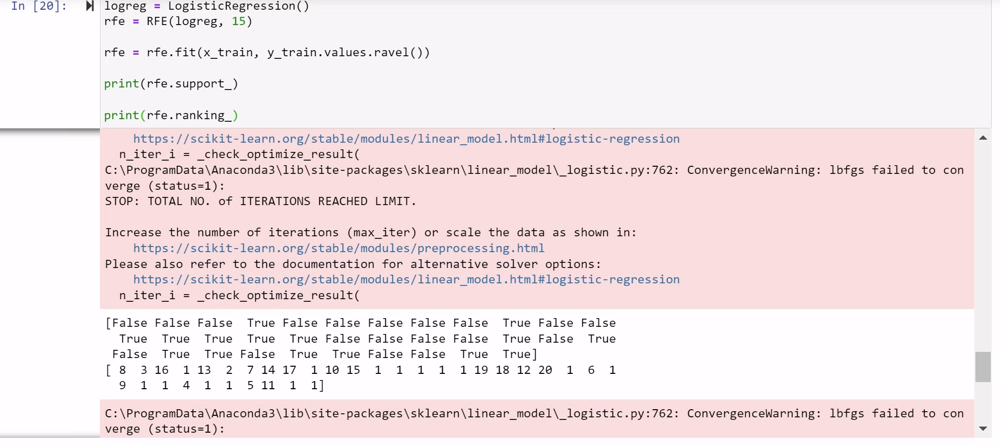 In [20]:
logreg = LogisticRegression()
rfe = RFE(logreg, 15)
rfe = rfe.fit(x_train, y_train.values.ravel())
print(rfe.support_)
print(rfe.ranking_)
https://scikit-learn.org/stable/modules/linear_model.html#logistic-regression
n_iter_i = _check_optimize_result(
C:\ProgramData\Anaconda3\lib\site-packages\sklearn\linear_model\_logistic.py:762: ConvergenceWarning: lbfgs failed to con
verge (status=1):
STOP: TOTAL NO. of ITERATIONS REACHED LIMIT.
Increase the number of iterations (max_iter) or scale the data as shown in:
https://scikit-learn.org/stable/modules/preprocessing.html
Please also refer to the documentation for alternative solver options:
https://scikit-learn.org/stable/modules/linear_model.html#logistic-regression
n_iter_i = _check_optimize_result(
[False False False  True False False False False False  True False False
True  True  True  True  True False False False False  True False  True
False  True  True False  True  True False False  True  True]
[ 8  3 16  1 13  2  7 14 17  1 10 15  1  1  1  1  1 19 18 12 20  1  6  1
9  1  1  4  1  1  5 11  1  1]
C:\ProgramData\Anaconda3\lib\site-packages\sklearn\linear_model\_logistic.py:762: ConvergenceWarning: lbfgs failed to con
verge (status=1):